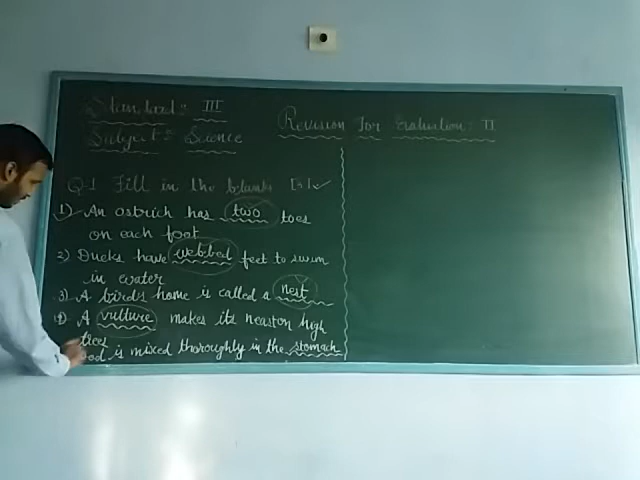 Standard :- III
Subject :- Science
Revision For Evaluation - II
Q.1 Fill in the blanks [5]
1) An ostrich has two toes
on each foot
2) Ducks have webbed feet to swim
in water
3) A birds home is called a nest
4) A vulture makes its nest on high
trees
is mixed thoroughly in the stomach